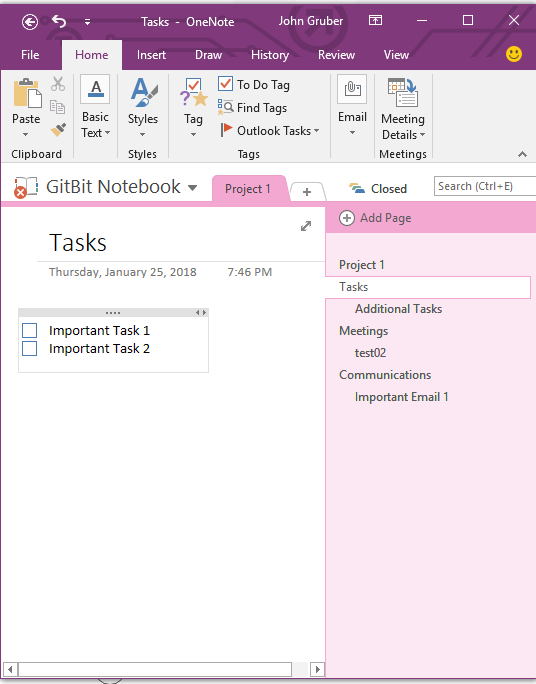 Tasks - OneNote
John Gruber
File Home Insert Draw History Review View
Paste
Clipboard
Basic
Text
Styles
Styles
Tag
To Do Tag
Find Tags
Outlook Tasks
Tags
Email
Meeting
Details
Meetings
GitBit Notebook
Project 1
+
Closed
Search (Ctrl+E)
Tasks
Thursday, January 25, 2018 7:46 PM
Important Task 1
Important Task 2
Add Page
Project 1
Tasks
Additional Tasks
Meetings
test02
Communications
Important Email 1